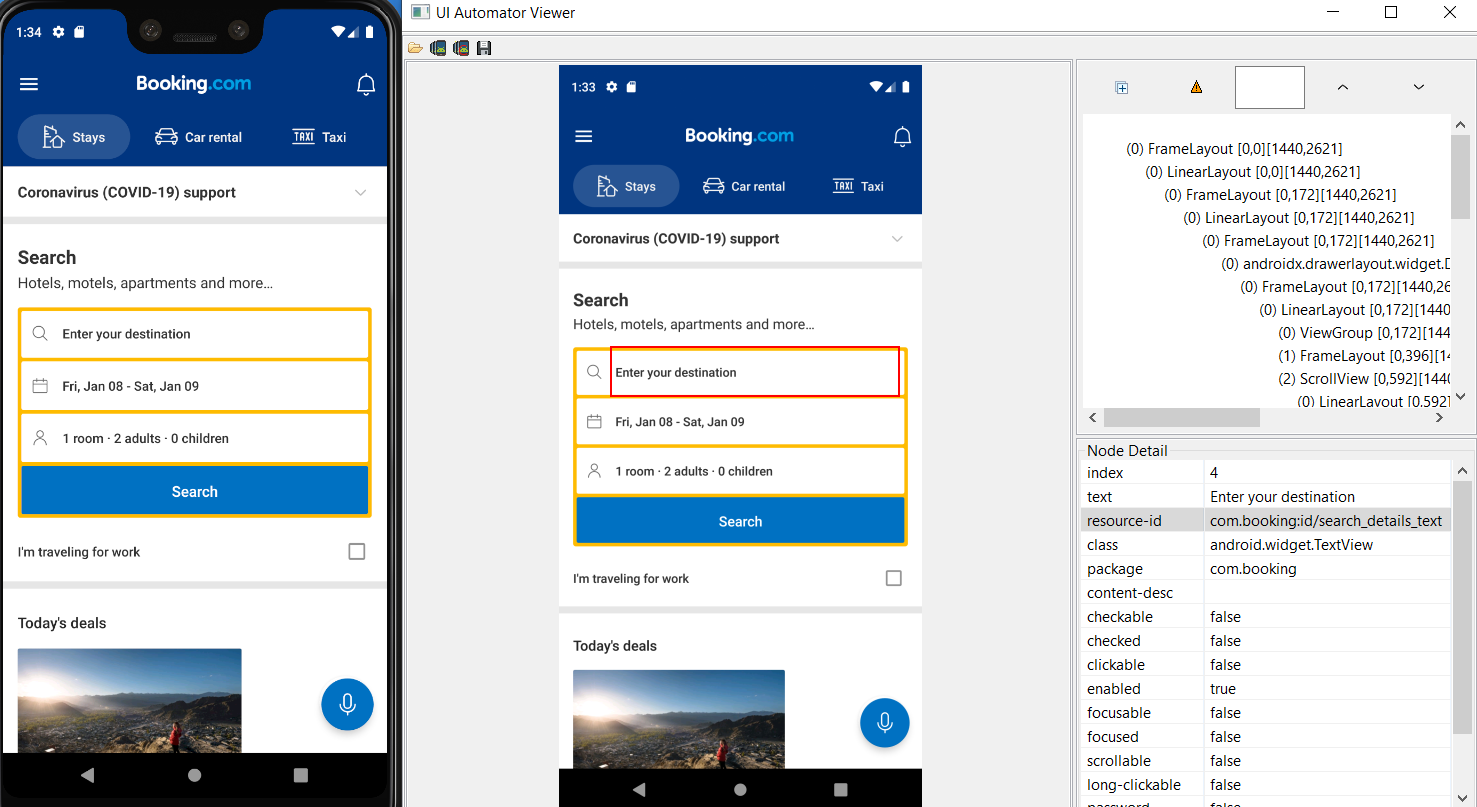 1:34
Booking.com
Stays
Car rental
TAXI Taxi
Coronavirus (COVID-19) support
Search
Hotels, motels, apartments and more...
Enter your destination
Fri, Jan 08 - Sat, Jan 09
1 room · 2 adults · 0 children
Search
I'm traveling for work
Today's deals
UI Automator Viewer
1:33
Booking.com
Stays
Car rental
TAXI Taxi
Coronavirus (COVID-19) support
Search
Hotels, motels, apartments and more...
Enter your destination
Fri, Jan 08 - Sat, Jan 09
1 room · 2 adults · 0 children
Search
I'm traveling for work
Today's deals
(0) FrameLayout [0,0][1440,2621]
(0) LinearLayout [0,0][1440,2621]
(0) FrameLayout [0,172][1440,2621]
(0) LinearLayout [0,172][1440,2621]
(0) FrameLayout [0,172][1440,2621]
(0) androidx.drawerlayout.widget.D
(0) FrameLayout [0,172][1440,26
(0) LinearLayout [0,172][1440
(0) ViewGroup [0,172][144
(1) FrameLayout [0,396][14
(2) ScrollView [0,592][1440
(0) LinearLayout [0,592]
Node Detail
index 4
text Enter your destination
resource-id com.booking:id/search_details_text
class android.widget.TextView
package com.booking
content-desc
checkable false
checked false
clickable false
enabled true
focusable false
focused false
scrollable false
long-clickable false
password false